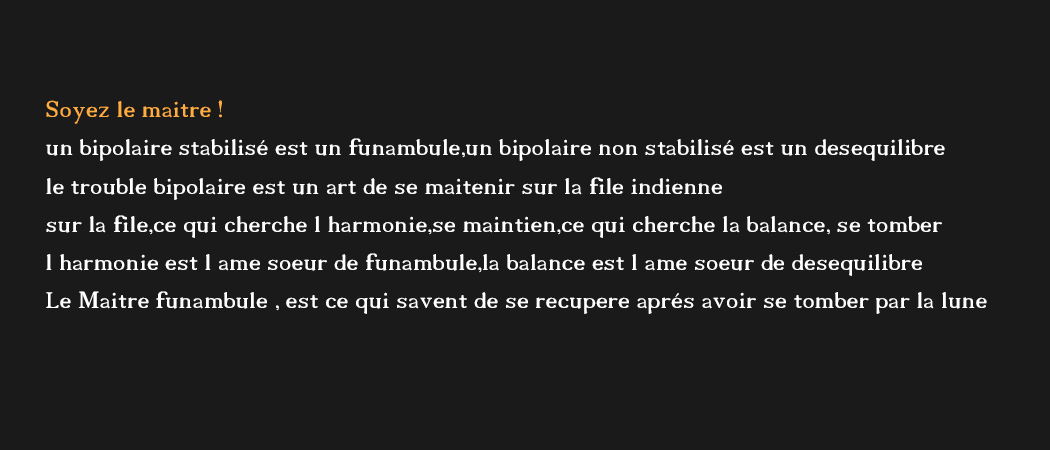 Soyez le maitre !
un bipolaire stabilisé est un funambule,un bipolaire non stabilisé est un desequilibre
le trouble bipolaire est un art de se maitenir sur la file indienne
sur la file,ce qui cherche l harmonie,se maintien,ce qui cherche la balance, se tomber
l harmonie est l ame soeur de funambule,la balance est l ame soeur de desequilibre
Le Maitre funambule , est ce qui savent de se recupere aprés avoir se tomber par la lune